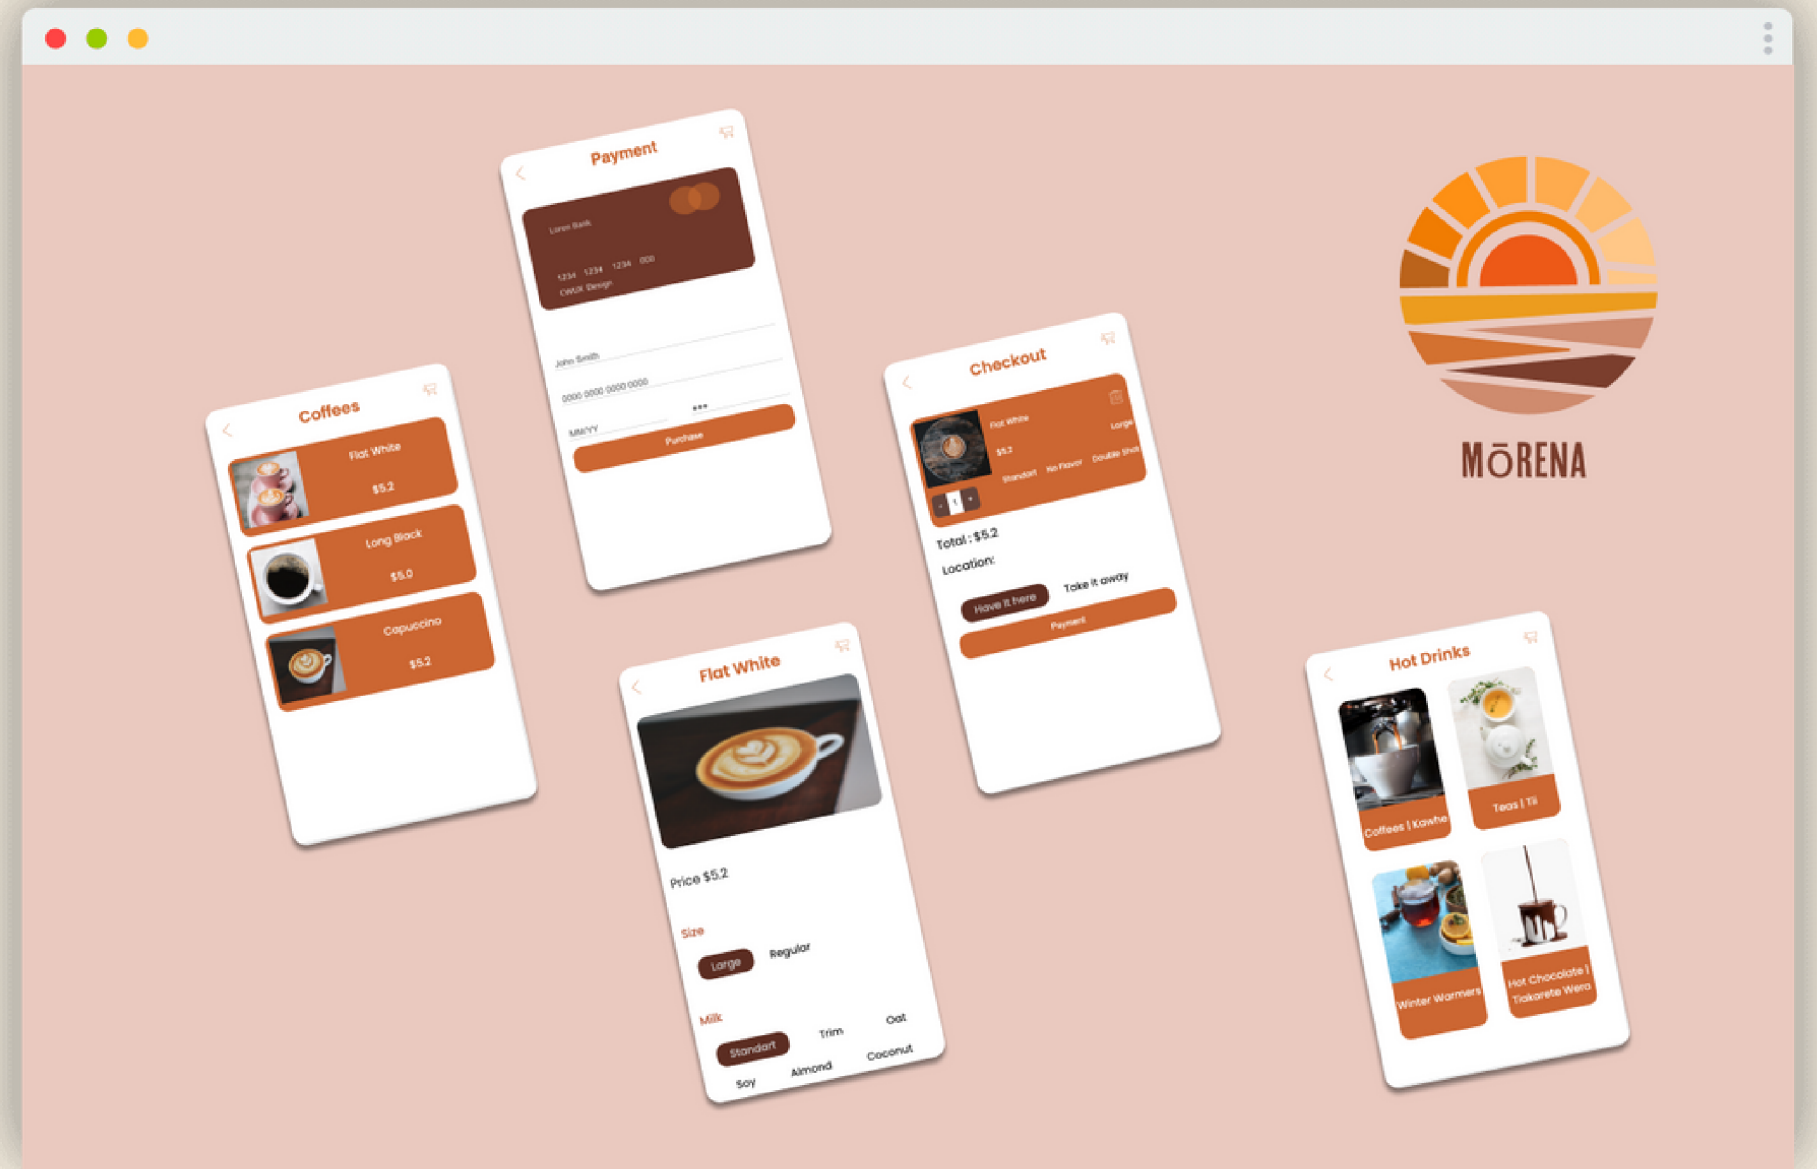 Payment
Loren Bank
1234 1234 1234 000
CWUX Design
John Smith
0000 0000 0000 0000
MM/YY ***
Purchase
Coffees
Flat White
$5.2
Long Black
$5.0
Capuccino
$5.2
Checkout
Flat White
Large
$5.2
Standart No Flavor Double Shot
- 1 +
Total : $5.2
Location:
Have it here Take it away
Payment
MŌRENA
Flat White
Price $5.2
Size
Large Regular
Milk
Standart Trim Oat
Soy Almond Coconut
Hot Drinks
Coffees | Kawhe
Teas | Tii
Winter Warmers
Hot Chocolate |
Tiakarete Wera